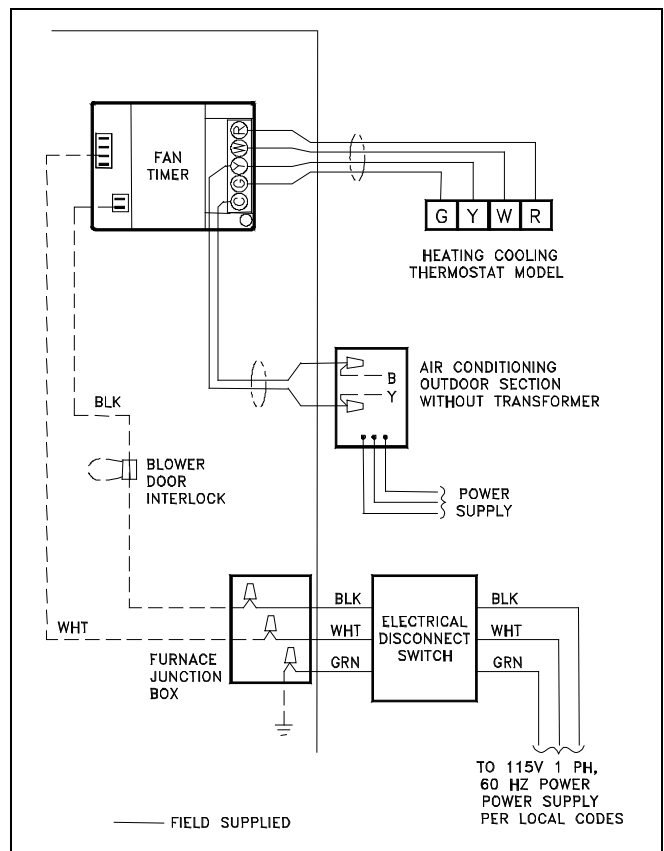 FAN
TIMER
R
W
Y
G
C
G Y W R
HEATING COOLING
THERMOSTAT MODEL
B
Y
AIR CONDITIONING
OUTDOOR SECTION
WITHOUT TRANSFORMER
BLK
BLOWER
DOOR
INTERLOCK
POWER
SUPPLY
BLK
WHT
GRN
ELECTRICAL
DISCONNECT
SWITCH
BLK
WHT
GRN
WHT
FURNACE
JUNCTION
BOX
TO 115V 1 PH,
60 HZ POWER
POWER SUPPLY
PER LOCAL CODES
FIELD SUPPLIED